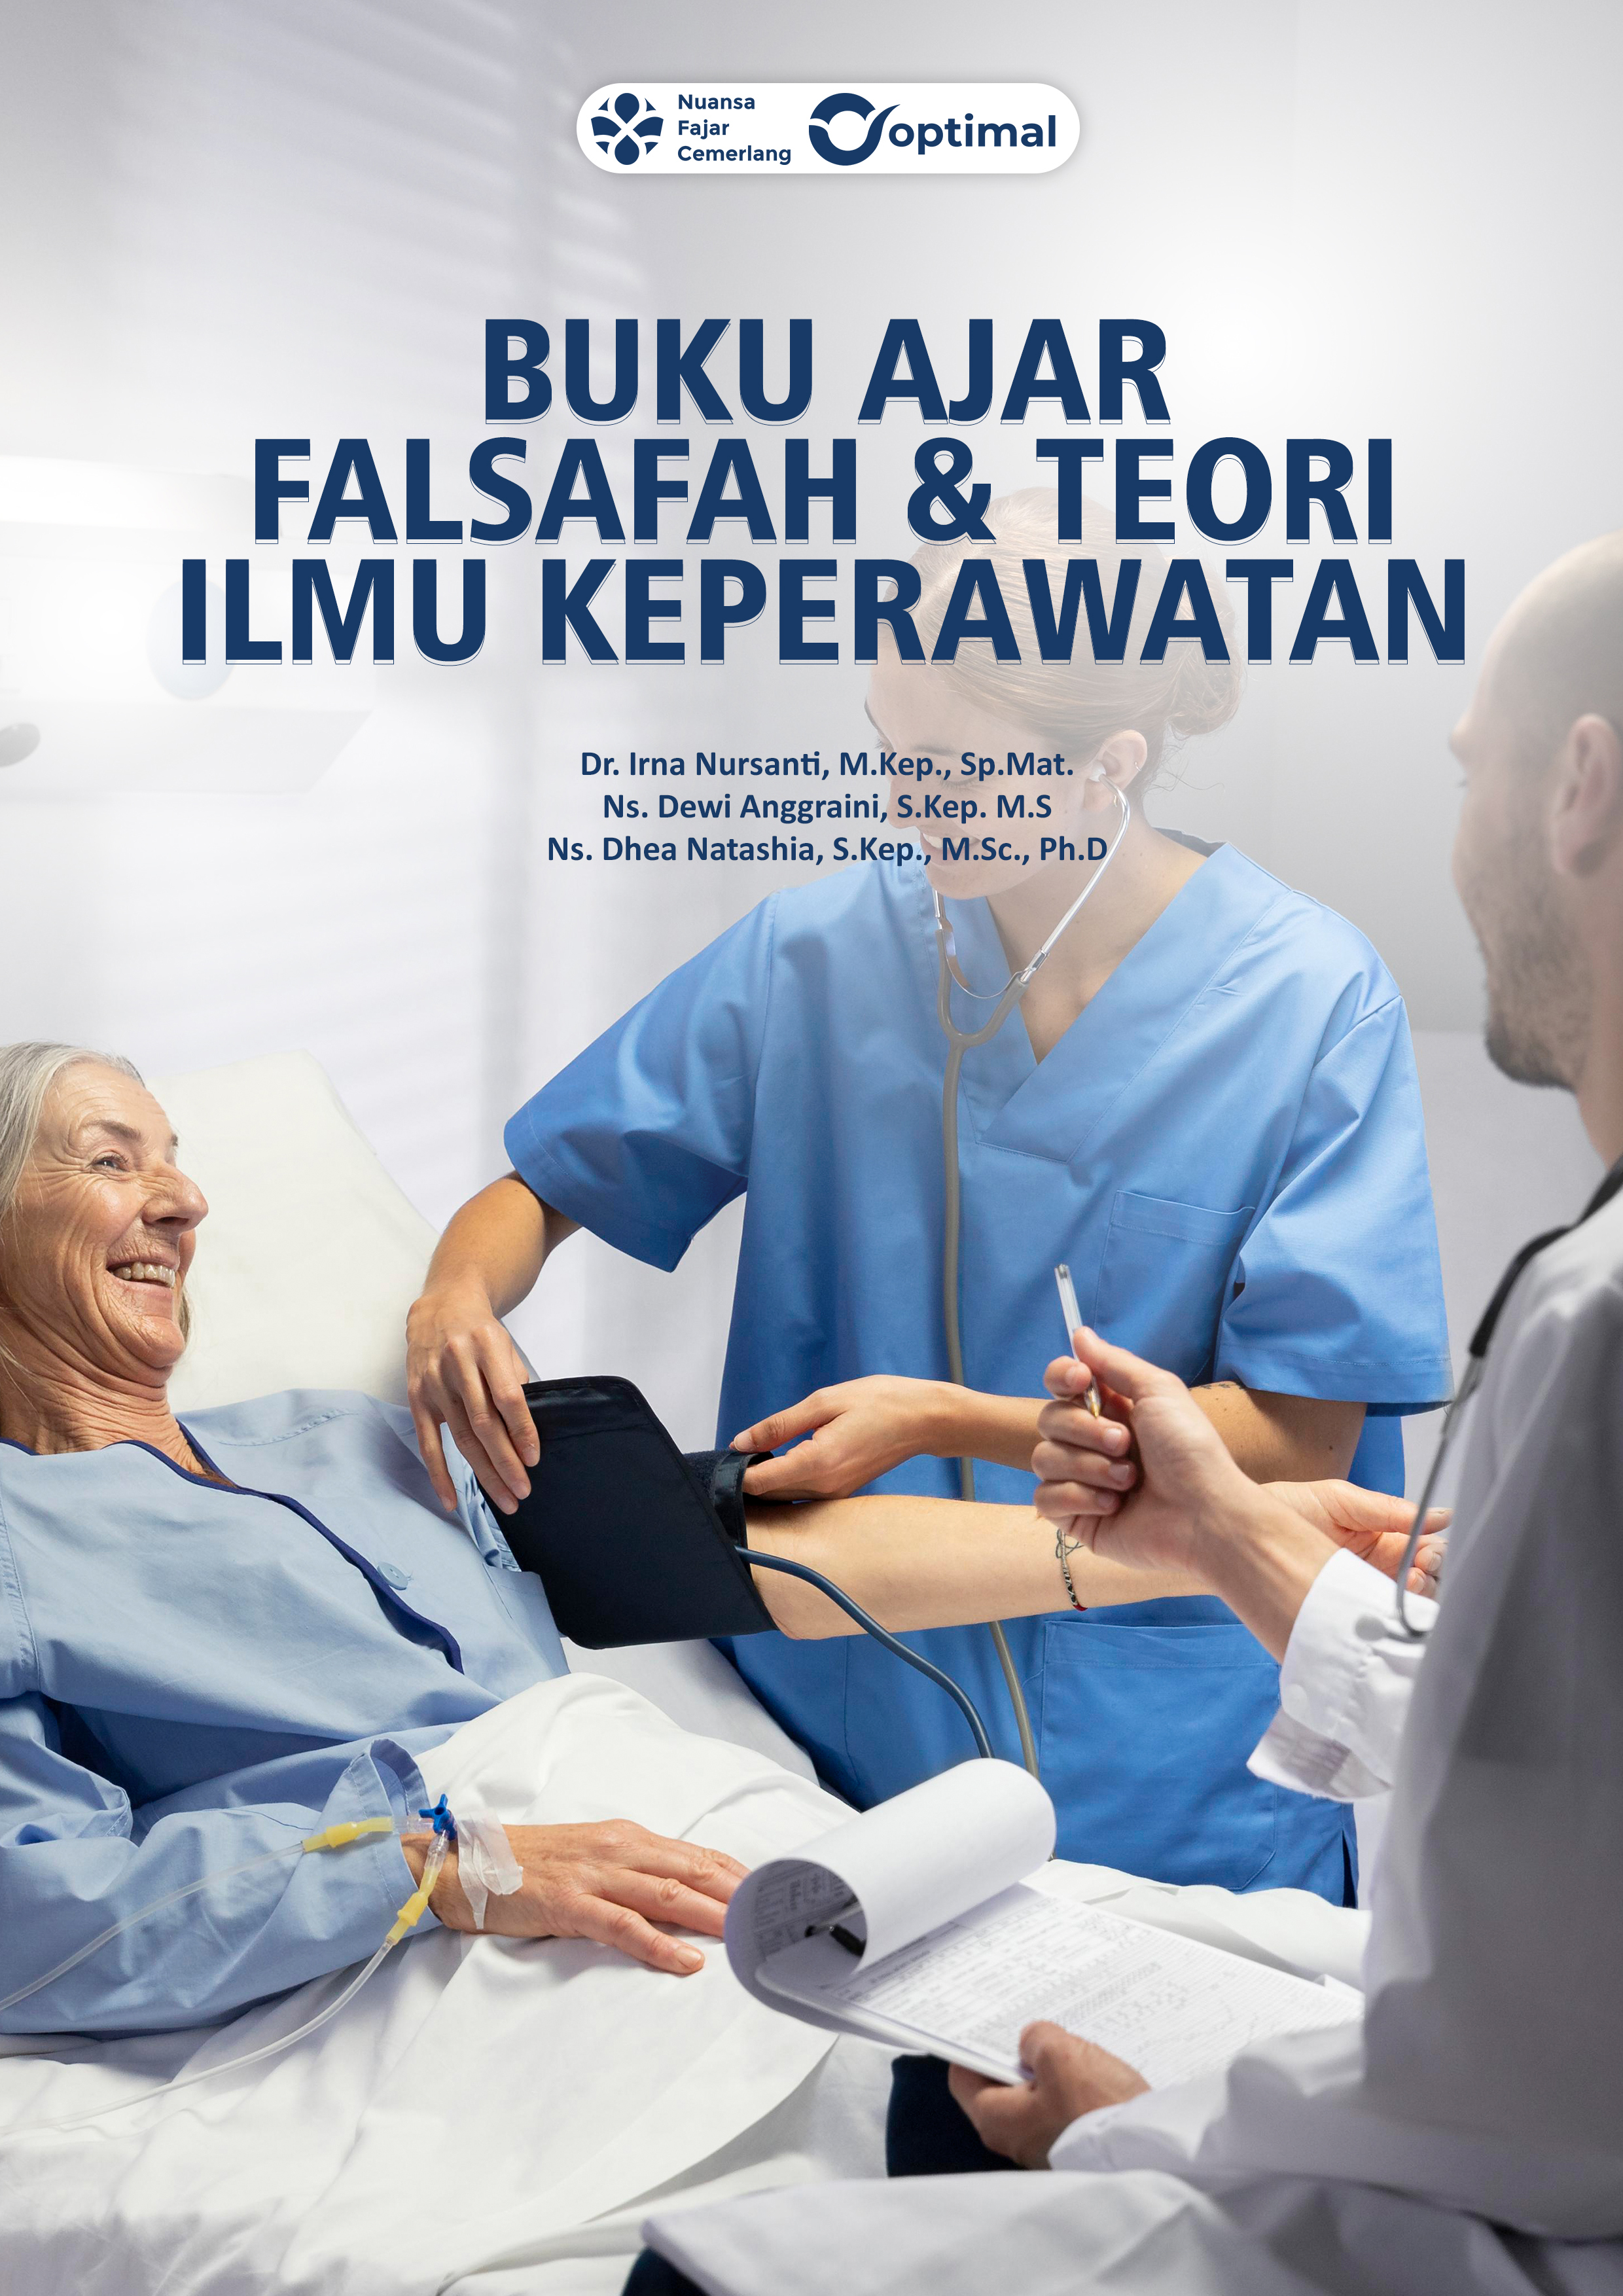 Nuansa
Fajar
Cemerlang
optimal
BUKU AJAR
FALSAFAH & TEORI
ILMU KEPERAWATAN
Dr. Irna Nursanti, M.Kep., Sp.Mat.
Ns. Dewi Anggraini, S.Kep. M.S
Ns. Dhea Natashia, S.Kep., M.Sc., Ph.D